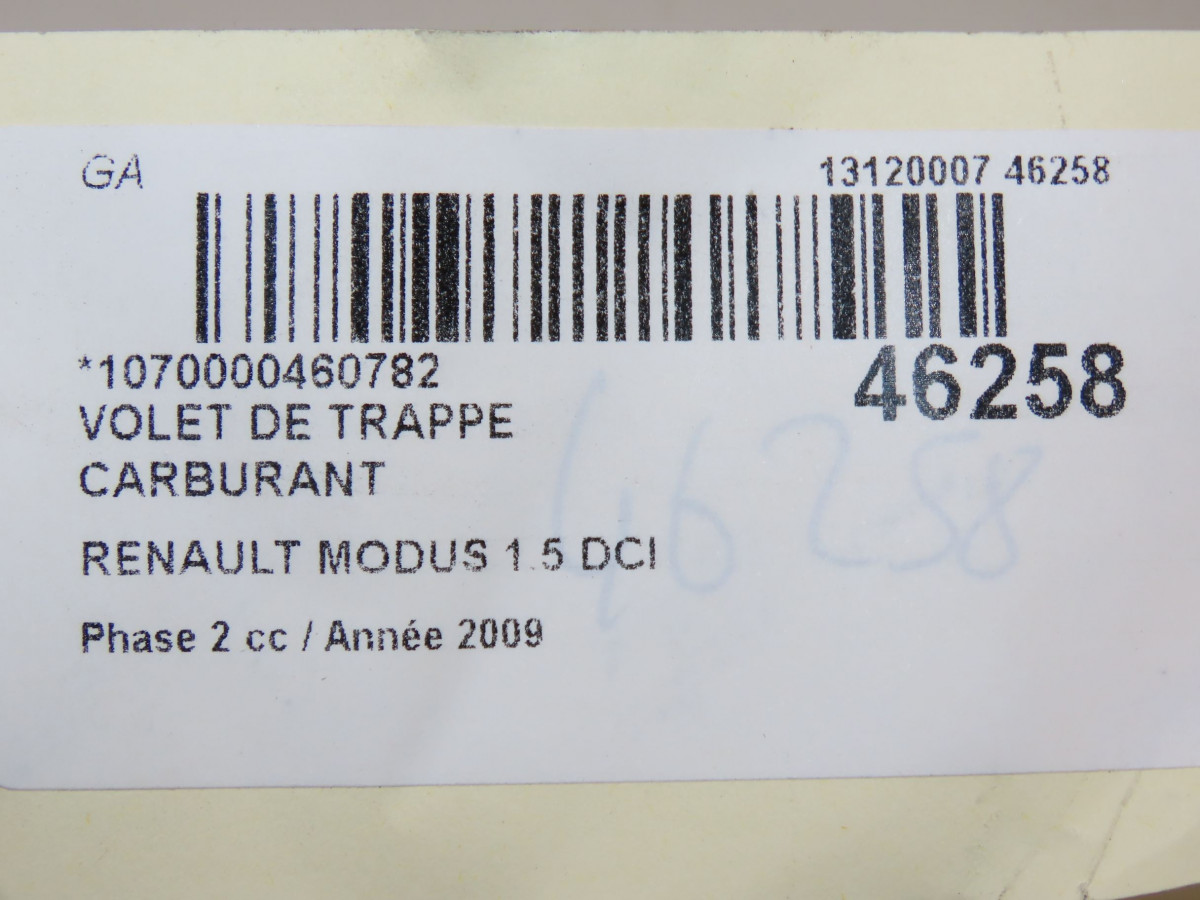 GA
13120007 46258
*1070000460782
46258
VOLET DE TRAPPE
CARBURANT
46258
RENAULT MODUS 1.5 DCI
Phase 2 cc / Année 2009